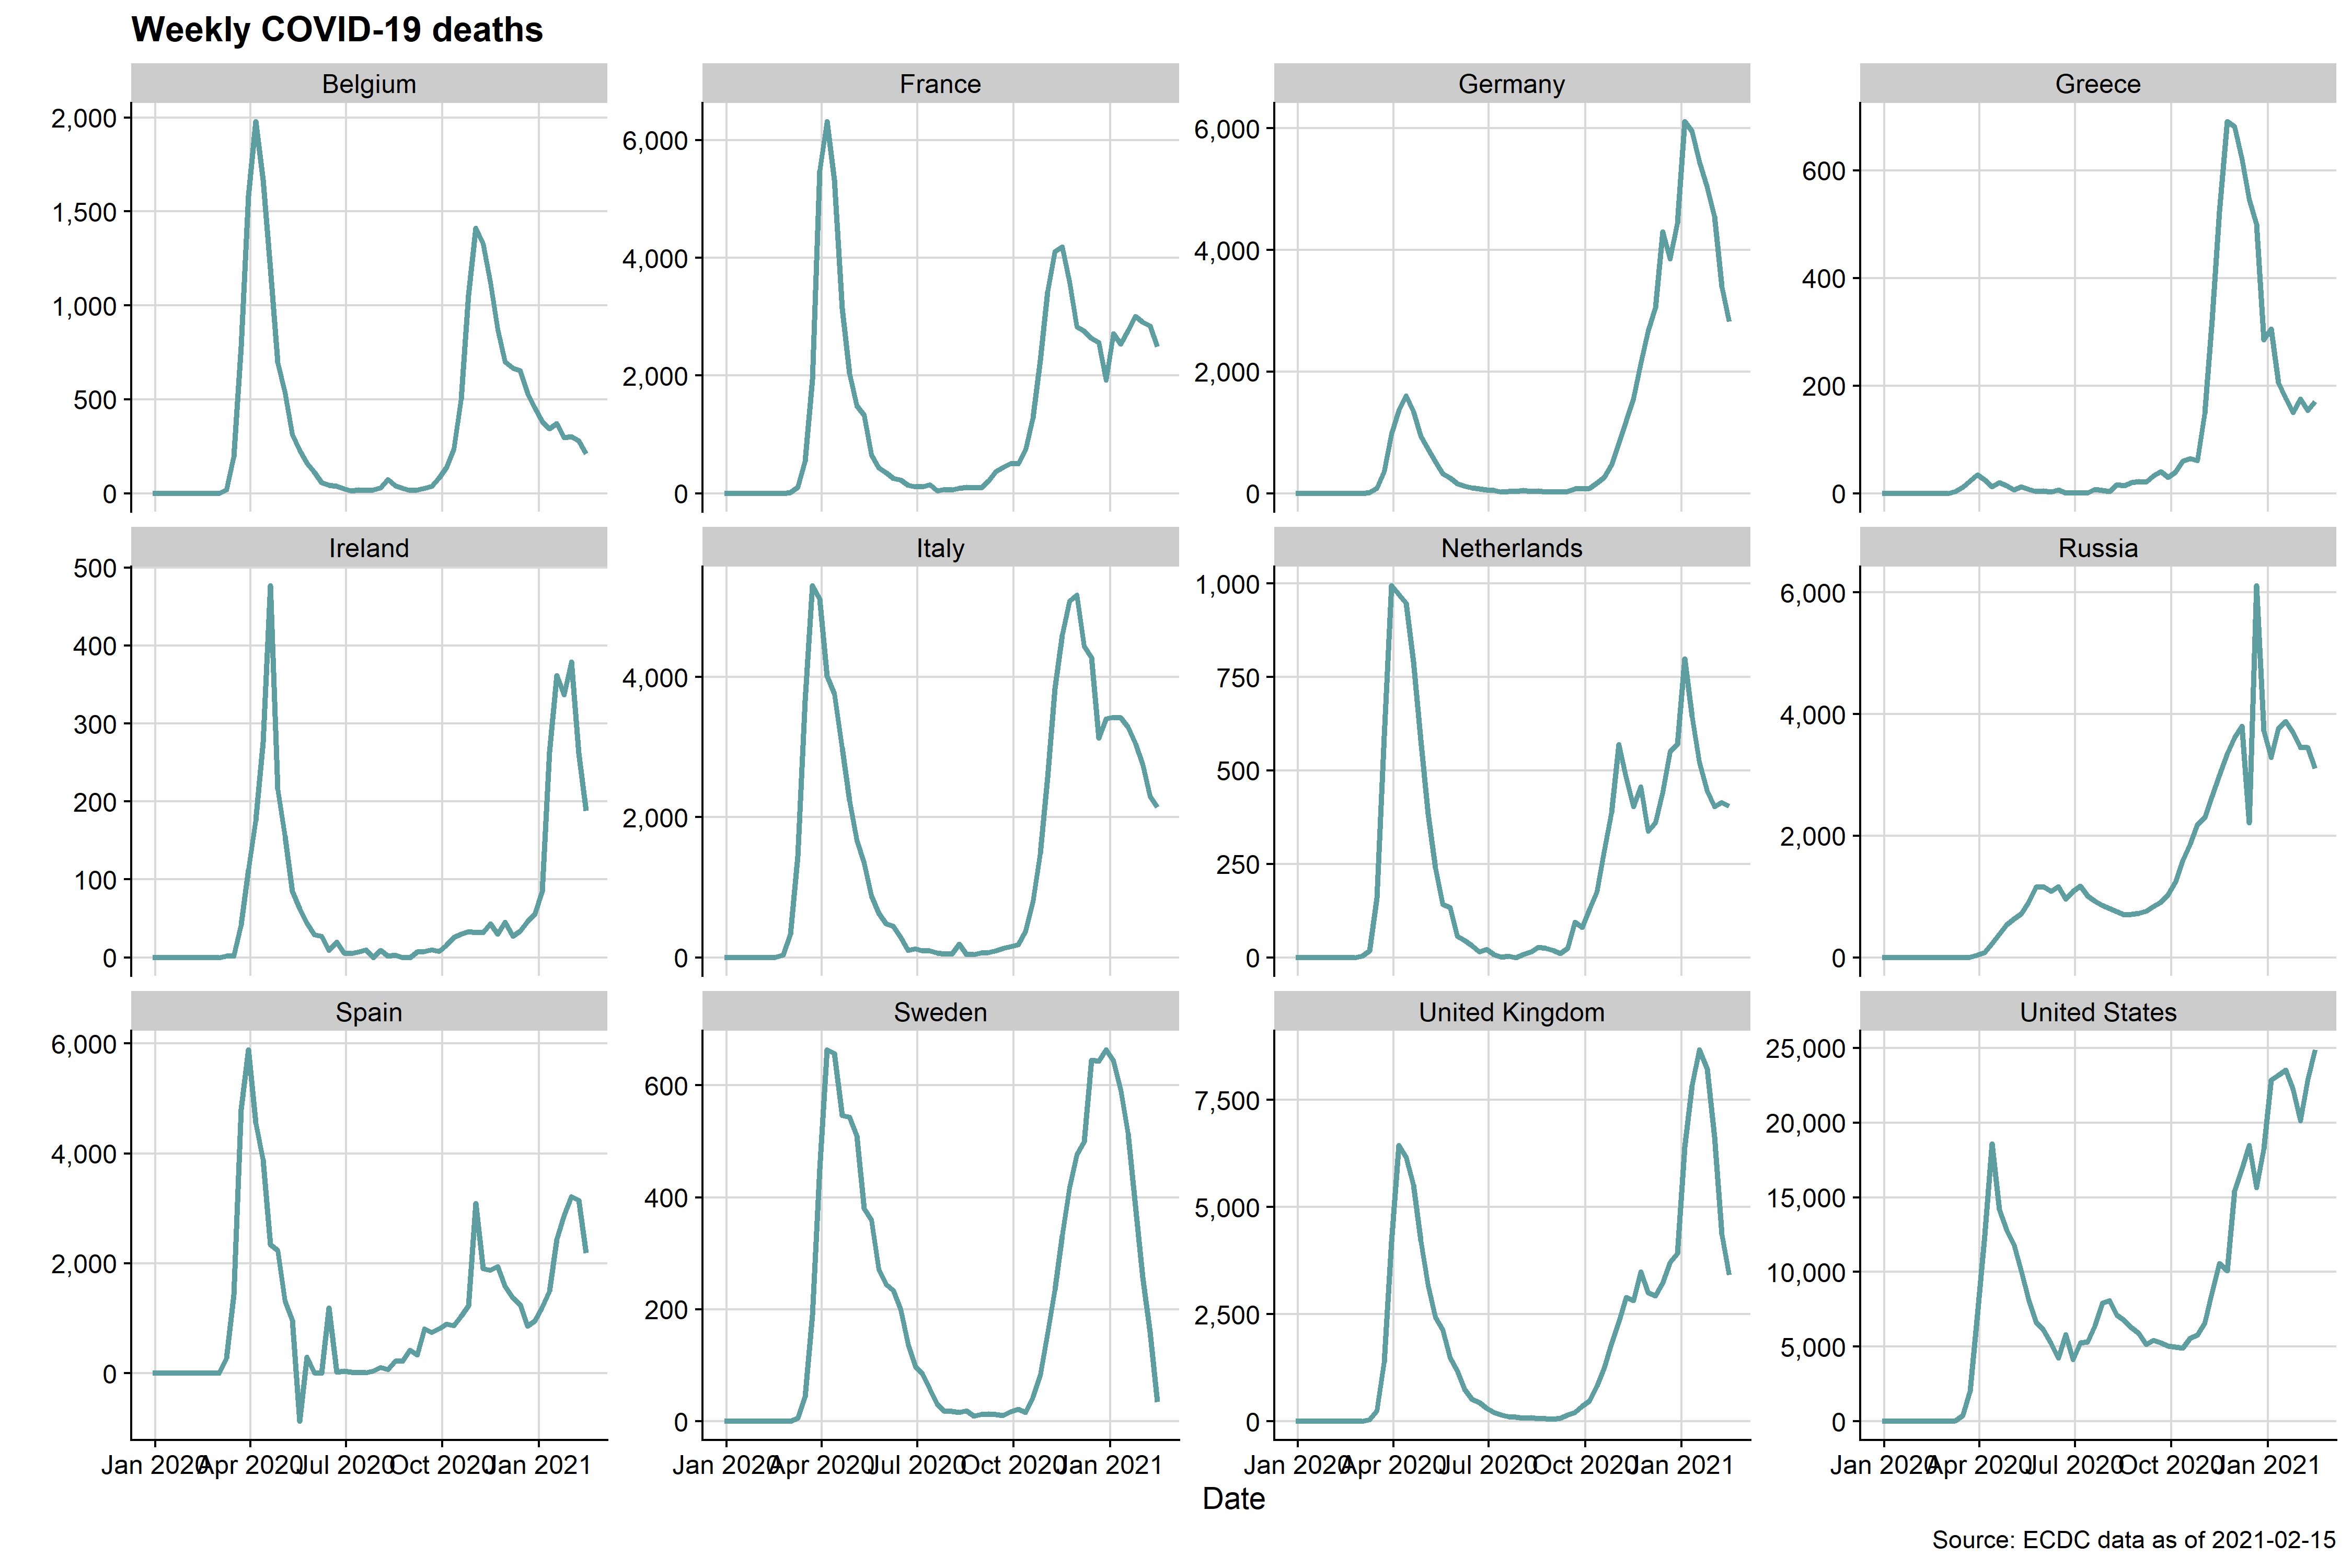 Weekly COVID-19 deaths
Belgium
France
Germany
Greece
2,000
1,500
1,000
500
0
6,000
4,000
2,000
0
6,000
4,000
2,000
0
600
400
200
0
Ireland
Italy
Netherlands
Russia
500
400
300
200
100
0
4,000
2,000
0
1,000
750
500
250
0
6,000
4,000
2,000
0
Spain
Sweden
United Kingdom
United States
6,000
4,000
2,000
0
600
400
200
0
7,500
5,000
2,500
0
25,000
20,000
15,000
10,000
5,000
0
Jan 2020 Apr 2020 Jul 2020 Oct 2020 Jan 2021
Jan 2020 Apr 2020 Jul 2020 Oct 2020 Jan 2021
Jan 2020 Apr 2020 Jul 2020 Oct 2020 Jan 2021
Jan 2020 Apr 2020 Jul 2020 Oct 2020 Jan 2021
Date
Source: ECDC data as of 2021-02-15